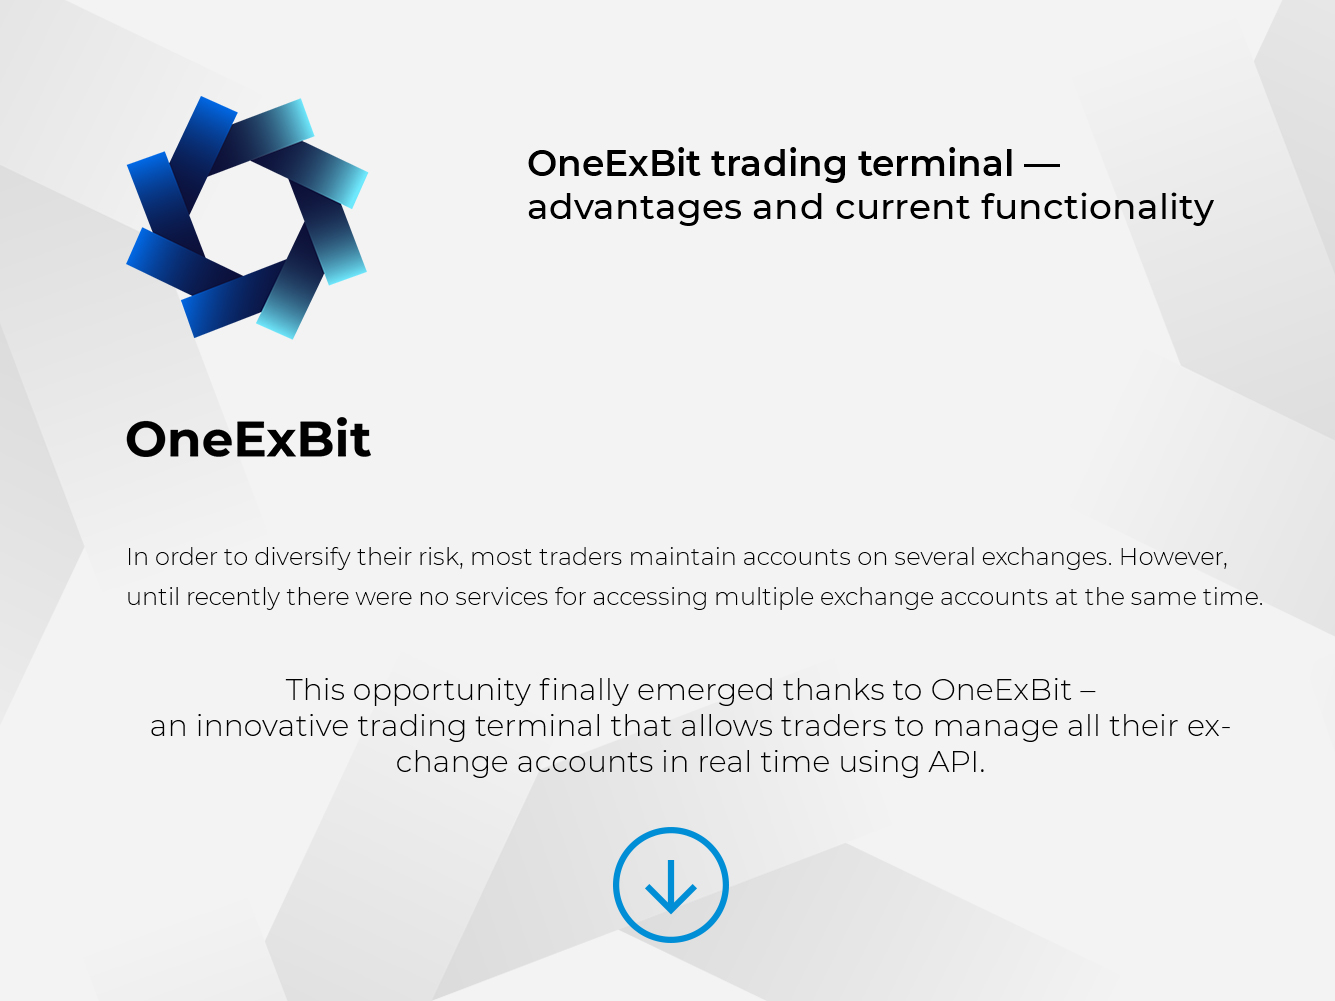 OneExBit trading terminal —
advantages and current functionality
OneExBit
In order to diversify their risk, most traders maintain accounts on several exchanges. However,
until recently there were no services for accessing multiple exchange accounts at the same time.
This opportunity finally emerged thanks to OneExBit –
an innovative trading terminal that allows traders to manage all their ex-
change accounts in real time using API.